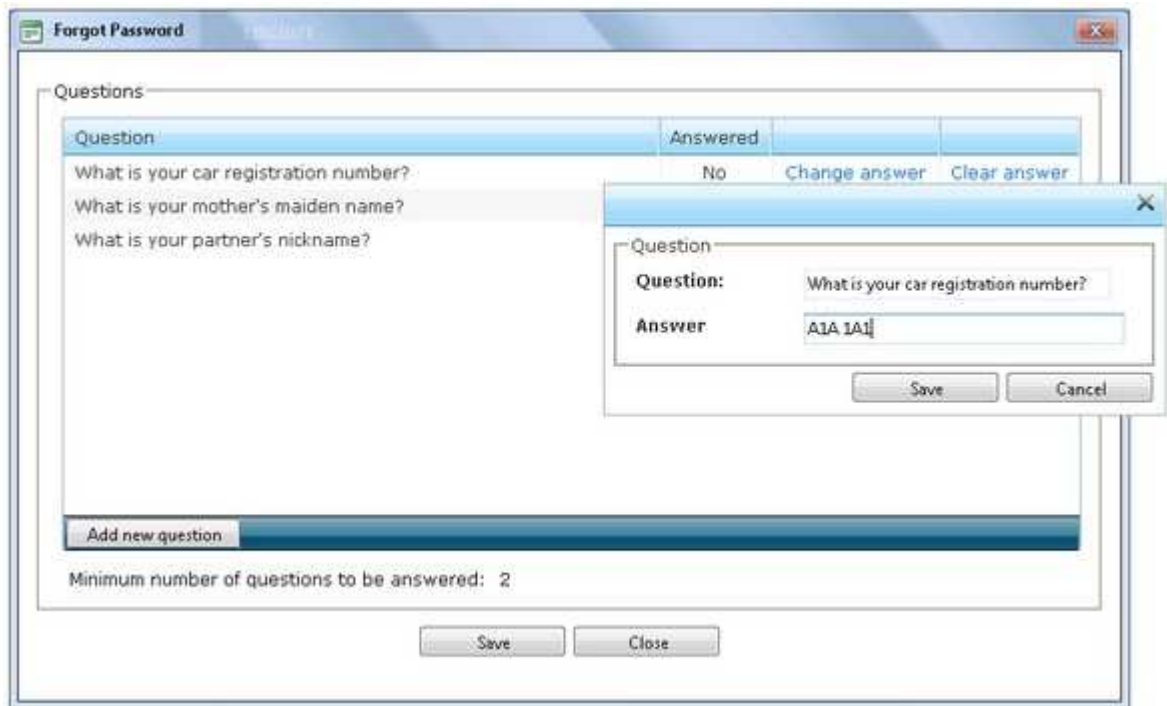 Forgot Password
Questions
Question Answered
What is your car registration number? No Change answer Clear answer
What is your mother's maiden name?
What is your partner's nickname?
Question
Question: What is your car registration number?
Answer A1A 1A1
Save Cancel
Add new question
Minimum number of questions to be answered: 2
Save Close